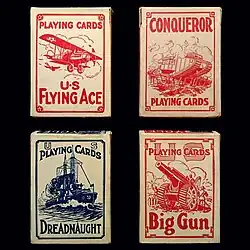 PLAYING CARDS
U·S
FLYING ACE
CONQUEROR
PLAYING CARDS
U S
PLAYING CARDS
DREADNAUGHT
U S
PLAYING CARDS
Big Gun